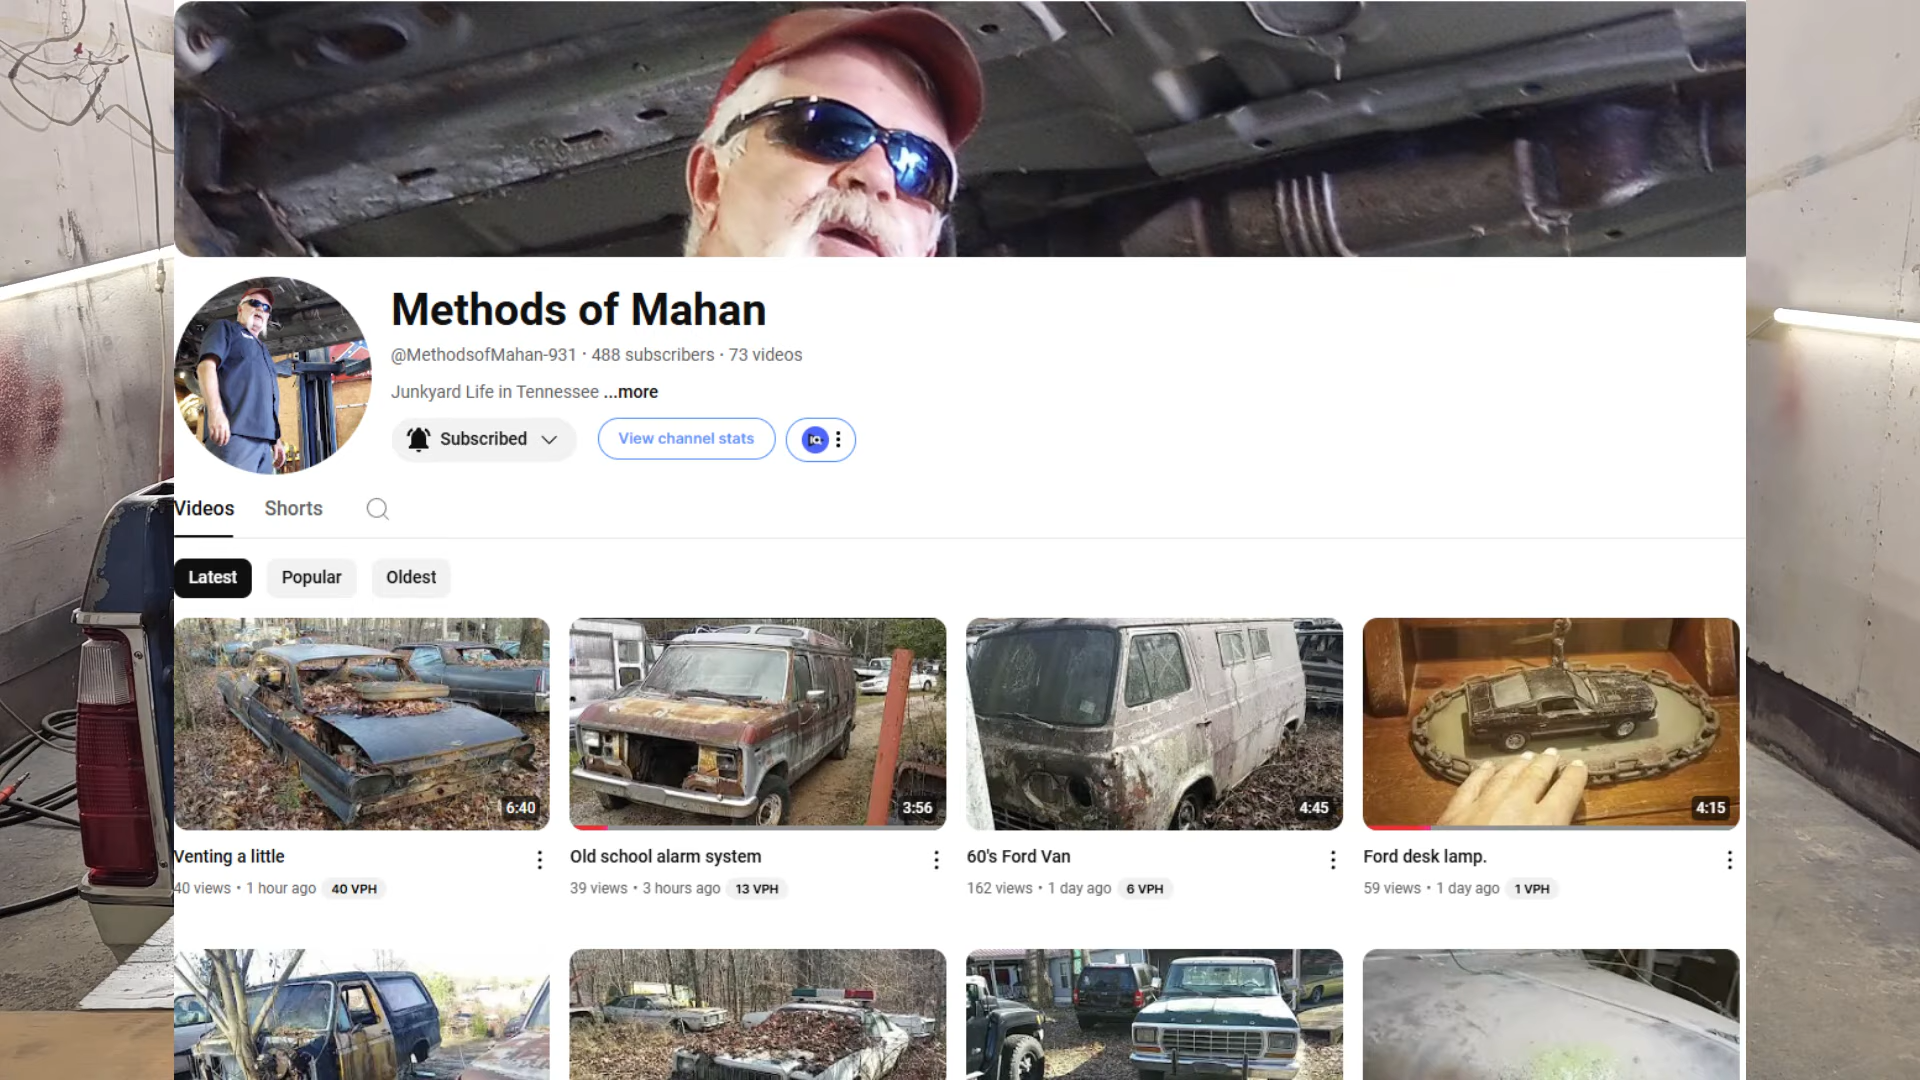 Methods of Mahan
@MethodsofMahan-931 · 488 subscribers · 73 videos
Junkyard Life in Tennessee ...more
Subscribed
View channel stats
IQ
Videos
Shorts
Latest
Popular
Oldest
6:40
3:56
4:45
4:15
Venting a little
40 views • 1 hour ago 40 VPH
Old school alarm system
39 views • 3 hours ago 13 VPH
60's Ford Van
162 views • 1 day ago 6 VPH
Ford desk lamp.
59 views • 1 day ago 1 VPH
FORD